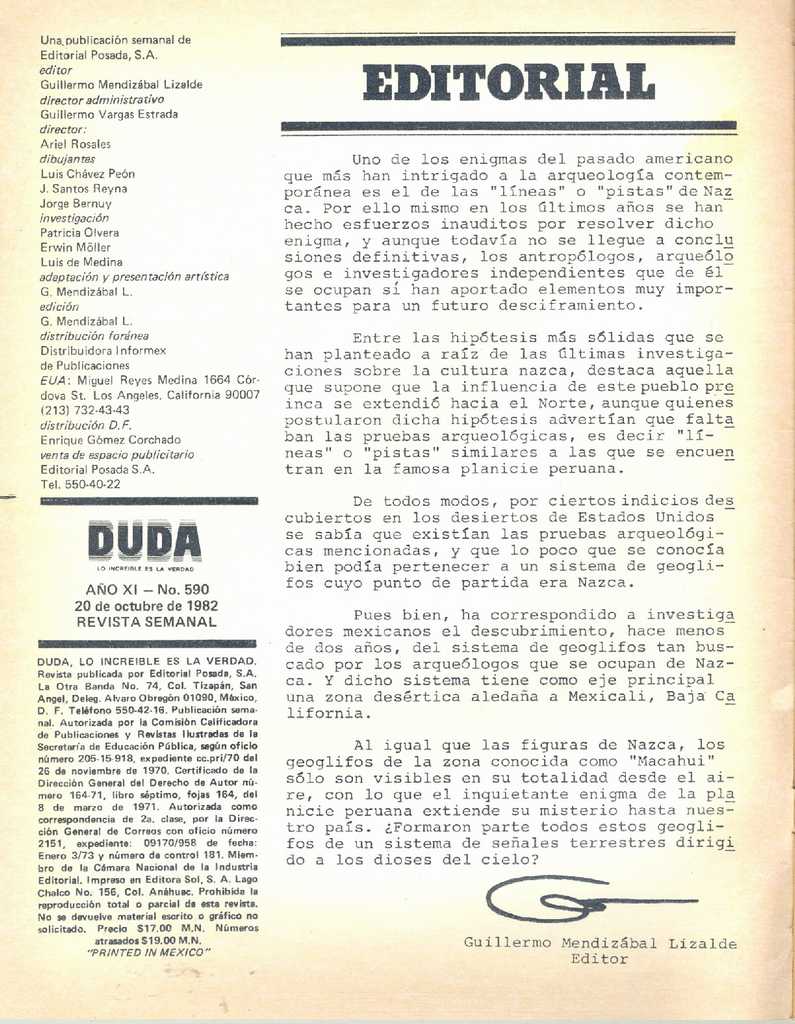 Una publicación semanal de
Editorial Posada, S.A.
editor
Guillermo Mendizábal Lizalde
director administrativo
Guillermo Vargas Estrada
director:
Ariel Rosales
dibujantes
Luis Chávez Peón
J. Santos Reyna
Jorge Bernuy
investigación
Patricia Olvera
Erwin Möller
Luis de Medina
adaptación y presentación artística
G. Mendizábal L.
edición
G. Mendizábal L.
distribución foránea
Distribuidora Informex
de Publicaciones
EUA: Miguel Reyes Medina 1664 Cór-
dova St. Los Angeles, California 90007
(213) 732-43-43
distribución D.F.
Enrique Gómez Corchado
venta de espacio publicitario
Editorial Posada S.A.
Tel. 550-40-22
DUDA
LO INCREIBLE ES LA VERDAD
AÑO XI — No. 590
20 de octubre de 1982
REVISTA SEMANAL
DUDA, LO INCREIBLE ES LA VERDAD.
Revista publicada por Editorial Posada, S.A.
La Otra Banda No. 74, Col. Tizapán, San
Angel, Deleg. Alvaro Obregón 01090, México,
D. F. Teléfono 550-42-16. Publicación sema-
nal. Autorizada por la Comisión Calificadora
de Publicaciones y Revistas Ilustradas de la
Secretaría de Educación Pública, según oficio
número 205-15-918, expediente cc.pri/70 del
26 de noviembre de 1970. Certificado de la
Dirección General del Derecho de Autor nú-
mero 164-71, libro séptimo, fojas 164, del
8 de marzo de 1971. Autorizada como
correspondencia de 2a. clase, por la Direc-
ción General de Correos con oficio número
2151, expediente: 09170/958 de fecha:
Enero 3/73 y número de control 181. Miem-
bro de la Cámara Nacional de la Industria
Editorial. Impreso en Editora Sol, S. A. Lago
Chalco No. 156, Col. Anáhuac. Prohibida la
reproducción total o parcial de esta revista.
No se devuelve material escrito o gráfico no
solicitado. Precio $17.00 M.N. Números
atrasados $19.00 M.N.
"PRINTED IN MEXICO"
EDITORIAL
Uno de los enigmas del pasado americano
que más han intrigado a la arqueología contem-
poránea es el de las "líneas" o "pistas" de Naz
ca. Por ello mismo en los últimos años se han
hecho esfuerzos inauditos por resolver dicho
enigma, y aunque todavía no se llegue a conclu
siones definitivas, los antropólogos, arqueólo
gos e investigadores independientes que de él
se ocupan sí han aportado elementos muy impor-
tantes para un futuro desciframiento.
Entre las hipótesis más sólidas que se
han planteado a raíz de las últimas investiga-
ciones sobre la cultura nazca, destaca aquella
que supone que la influencia de este pueblo pre
inca se extendió hacia el Norte, aunque quienes
postularon dicha hipótesis advertían que falta
ban las pruebas arqueológicas, es decir "lí-
neas" o "pistas" similares a las que se encuen
tran en la famosa planicie peruana.
De todos modos, por ciertos indicios des
cubiertos en los desiertos de Estados Unidos
se sabía que existían las pruebas arqueológi-
cas mencionadas, y que lo poco que se conocía
bien podía pertenecer a un sistema de geogli-
fos cuyo punto de partida era Nazca.
Pues bien, ha correspondido a investiga
dores mexicanos el descubrimiento, hace menos
de dos años, del sistema de geoglifos tan bus-
cado por los arqueólogos que se ocupan de Naz-
ca. Y dicho sistema tiene como eje principal
una zona desértica aledaña a Mexicali, Baja Ca
lifornia.
Al igual que las figuras de Nazca, los
geoglifos de la zona conocida como "Macahui"
sólo son visibles en su totalidad desde el ai-
re, con lo que el inquietante enigma de la pla
nicie peruana extiende su misterio hasta nues-
tro país. ¿Formaron parte todos estos geogli-
fos de un sistema de señales terrestres dirigi
do a los dioses del cielo?
Guillermo Mendizábal Lizalde
Editor